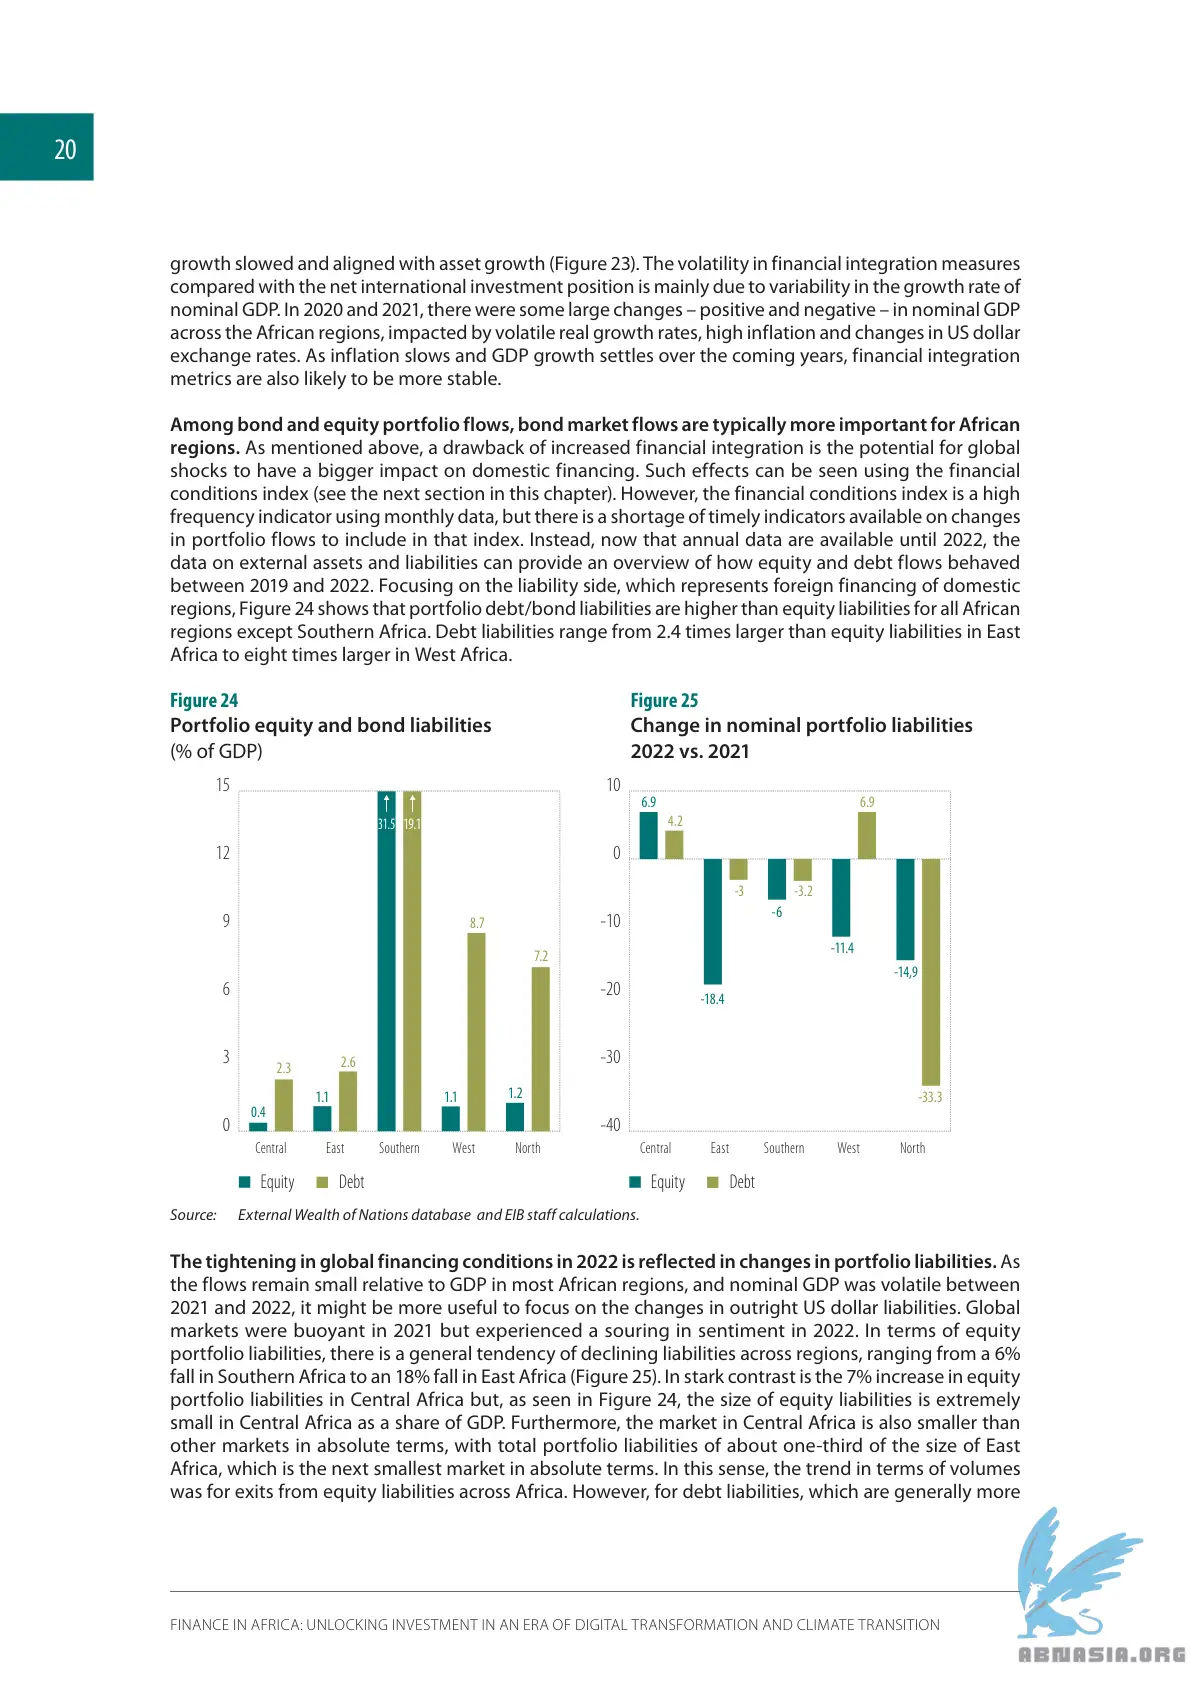 20
growth slowed and aligned with asset growth (Figure 23). The volatility in financial integration measures
compared with the net international investment position is mainly due to variability in the growth rate of
nominal GDP. In 2020 and 2021, there were some large changes – positive and negative – in nominal GDP
across the African regions, impacted by volatile real growth rates, high inflation and changes in US dollar
exchange rates. As inflation slows and GDP growth settles over the coming years, financial integration
metrics are also likely to be more stable.
Among bond and equity portfolio flows, bond market flows are typically more important for African
regions. As mentioned above, a drawback of increased financial integration is the potential for global
shocks to have a bigger impact on domestic financing. Such effects can be seen using the financial
conditions index (see the next section in this chapter). However, the financial conditions index is a high
frequency indicator using monthly data, but there is a shortage of timely indicators available on changes
in portfolio flows to include in that index. Instead, now that annual data are available until 2022, the
data on external assets and liabilities can provide an overview of how equity and debt flows behaved
between 2019 and 2022. Focusing on the liability side, which represents foreign financing of domestic
regions, Figure 24 shows that portfolio debt/bond liabilities are higher than equity liabilities for all African
regions except Southern Africa. Debt liabilities range from 2.4 times larger than equity liabilities in East
Africa to eight times larger in West Africa.
Figure 24
Portfolio equity and bond liabilities
(% of GDP)
15
12
9
6
3
0
0.4
2.3
1.1
2.6
31.5
19.1
1.1
8.7
1.2
7.2
Central East Southern West North
Equity Debt
Figure 25
Change in nominal portfolio liabilities
2022 vs. 2021
10
0
-10
-20
-30
-40
6.9
4.2
-18.4
-3
-6
-3.2
-11.4
6.9
-14,9
-33.3
Central East Southern West North
Equity Debt
Source: External Wealth of Nations database and EIB staff calculations.
The tightening in global financing conditions in 2022 is reflected in changes in portfolio liabilities. As
the flows remain small relative to GDP in most African regions, and nominal GDP was volatile between
2021 and 2022, it might be more useful to focus on the changes in outright US dollar liabilities. Global
markets were buoyant in 2021 but experienced a souring in sentiment in 2022. In terms of equity
portfolio liabilities, there is a general tendency of declining liabilities across regions, ranging from a 6%
fall in Southern Africa to an 18% fall in East Africa (Figure 25). In stark contrast is the 7% increase in equity
portfolio liabilities in Central Africa but, as seen in Figure 24, the size of equity liabilities is extremely
small in Central Africa as a share of GDP. Furthermore, the market in Central Africa is also smaller than
other markets in absolute terms, with total portfolio liabilities of about one-third of the size of East
Africa, which is the next smallest market in absolute terms. In this sense, the trend in terms of volumes
was for exits from equity liabilities across Africa. However, for debt liabilities, which are generally more
FINANCE IN AFRICA: UNLOCKING INVESTMENT IN AN ERA OF DIGITAL TRANSFORMATION AND CLIMATE TRANSITION
ABNASIA.ORG